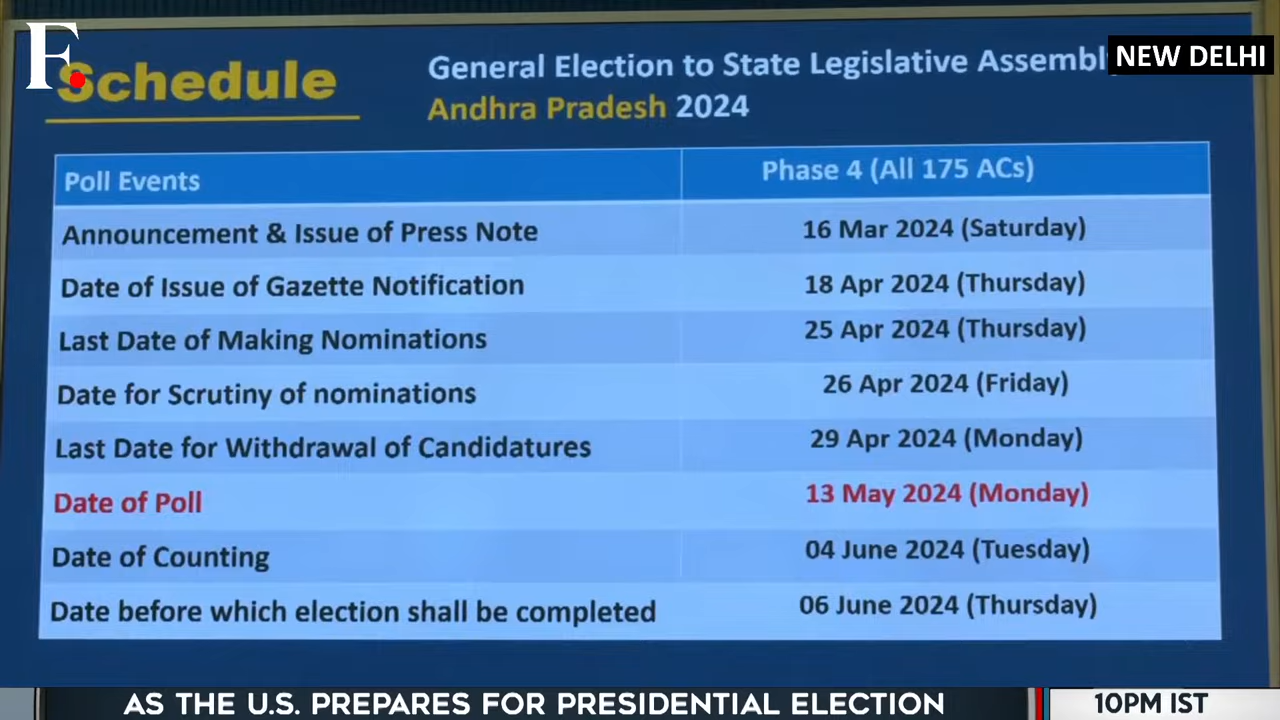 F.
Schedule
General Election to State Legislative Assembl
NEW DELHI
Andhra Pradesh 2024
Poll Events
Phase 4 (All 175 ACs)
Announcement & Issue of Press Note
16 Mar 2024 (Saturday)
Date of Issue of Gazette Notification
18 Apr 2024 (Thursday)
Last Date of Making Nominations
25 Apr 2024 (Thursday)
Date for Scrutiny of nominations
26 Apr 2024 (Friday)
Last Date for Withdrawal of Candidatures
29 Apr 2024 (Monday)
Date of Poll
13 May 2024 (Monday)
Date of Counting
04 June 2024 (Tuesday)
Date before which election shall be completed
06 June 2024 (Thursday)
AS THE U.S. PREPARES FOR PRESIDENTIAL ELECTION
10PM IST